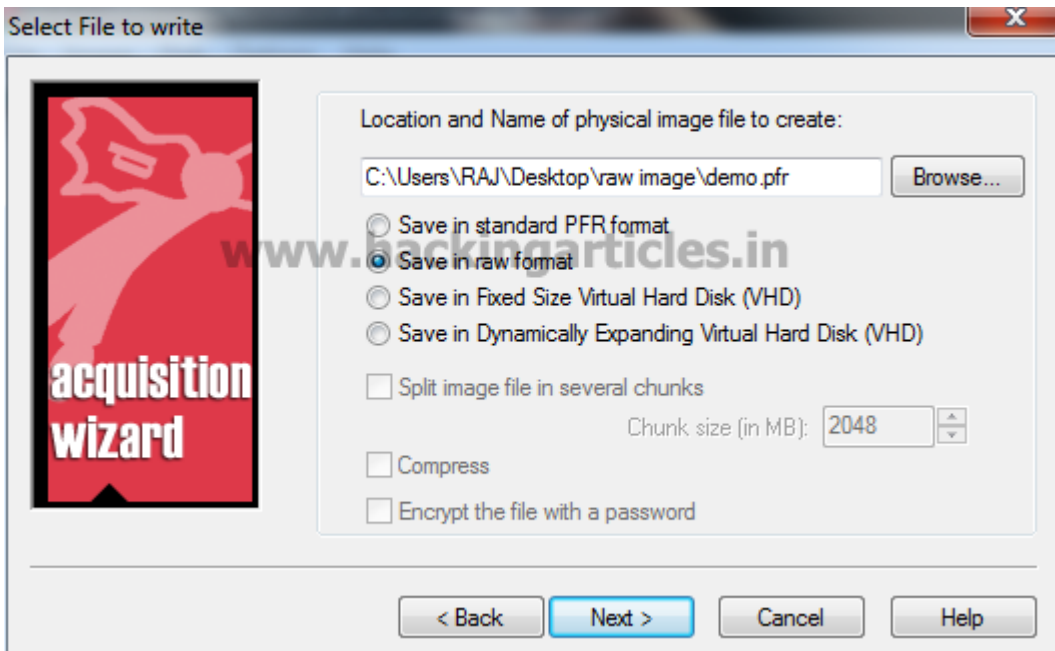 Select File to write
Location and Name of physical image file to create:
C:\Users\RAJ\Desktop\raw image\demo.pfr
Browse...
Save in standard PFR format
www.hackingarticles.in
Save in raw format
Save in Fixed Size Virtual Hard Disk (VHD)
Save in Dynamically Expanding Virtual Hard Disk (VHD)
acquisition
wizard
Split image file in several chunks
Chunk size (in MB): 2048
Compress
Encrypt the file with a password
< Back
Next >
Cancel
Help